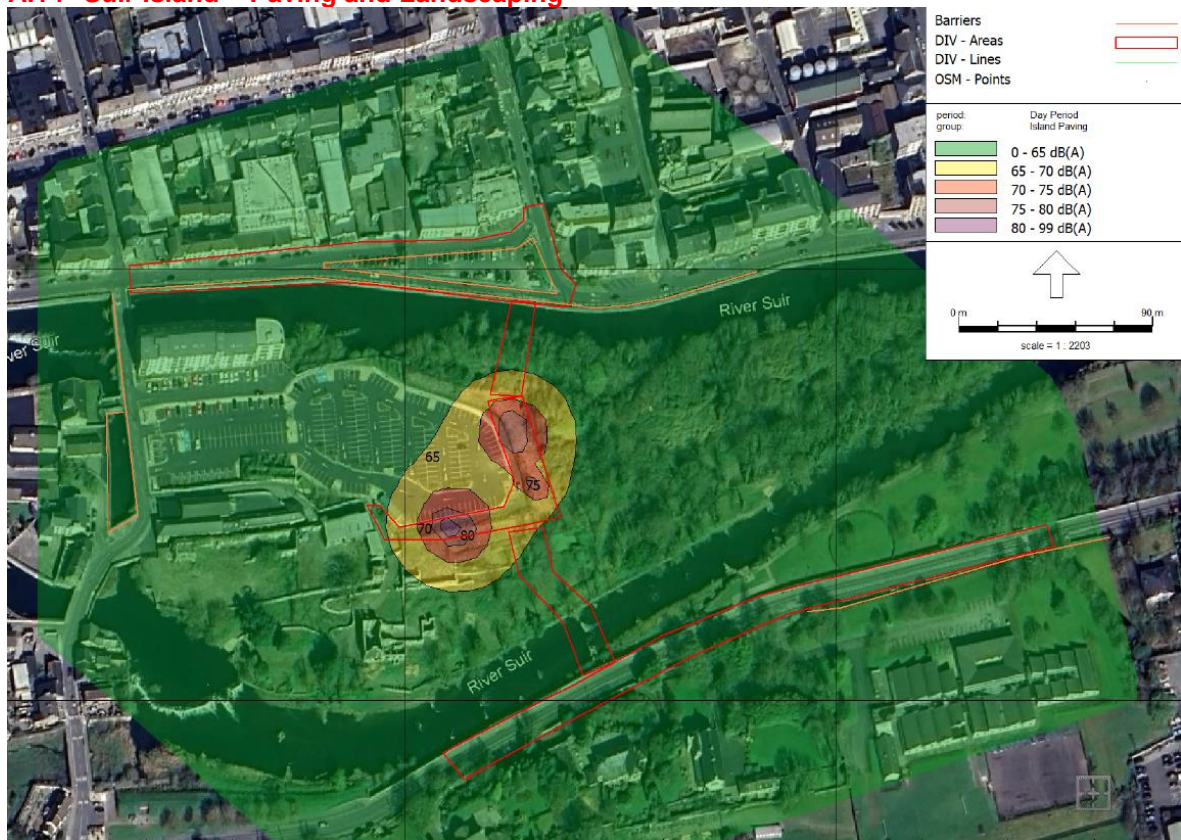 Suir Island – Paving and Landscaping
Barriers
DIV - Areas
DIV - Lines
OSM - Points
period: Day Period
group: Island Paving
0 - 65 dB(A)
65 - 70 dB(A)
70 - 75 dB(A)
75 - 80 dB(A)
80 - 99 dB(A)
0 m 90 m
scale = 1 : 2203
River Suir
River Suir
65
75
70
80
River Suir